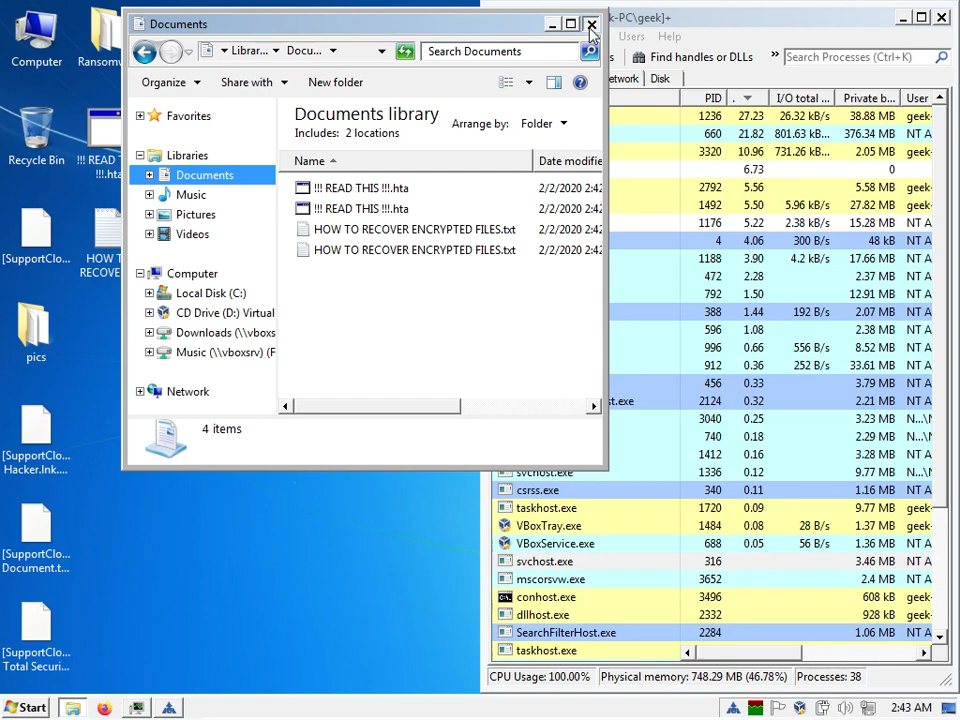 Computer
Ransomw
Recycle Bin
!!! READ
!!!.hta
[SupportClo...
HOW T
RECOVE
pics
[SupportClo...
Hacker.lnk....
[SupportClo...
Document.t...
[SupportClo...
Total Securi...
Documents
Librar...
Docu...
Search Documents
Organize
Share with
New folder
Favorites
Libraries
Documents
Music
Pictures
Videos
Computer
Local Disk (C:)
CD Drive (D:) Virtual
Downloads (\\vboxs
Music (\\vboxsrv) (F
Network
Documents library
Includes: 2 locations
Arrange by: Folder
Name
Date modifie
!!! READ THIS !!!.hta 2/2/2020 2:42
!!! READ THIS !!!.hta 2/2/2020 2:42
HOW TO RECOVER ENCRYPTED FILES.txt 2/2/2020 2:42
HOW TO RECOVER ENCRYPTED FILES.txt 2/2/2020 2:42
4 items
-PC\geek]+
Users Help
Find handles or DLLs
»
Search Processes (Ctrl+K)
etwork Disk
PID . I/O total ... Private b... User
1236 27.23 26.32 kB... 38.88 MB geek-
660 21.82 801.63 kB... 376.34 MB NT A
3320 10.96 731.26 kB... 2.05 MB geek-
6.73 0
2792 5.56 5.58 MB geek-
1492 5.50 5.96 kB/s 27.82 MB geek-
1176 5.22 2.38 kB/s 15.28 MB NT A
4 4.06 300 B/s 48 kB NT A
1188 3.90 4.2 kB/s 17.66 MB NT A
472 2.28 2.37 MB NT A
792 1.50 12.91 MB NT A
388 1.44 192 B/s 2.07 MB NT A
596 1.08 2.38 MB NT A
996 0.66 556 B/s 8.52 MB NT A
912 0.36 252 B/s 33.61 MB NT A
456 0.33 3.79 MB NT A
st.exe 2124 0.32 2.21 MB NT A
3040 0.25 3.23 MB N...\N
740 0.18 2.29 MB N...\N
1412 0.16 3.28 MB NT A
svchost.exe 1336 0.12 9.77 MB N...\N
csrss.exe 340 0.11 1.16 MB NT A
taskhost.exe 1720 0.09 9.77 MB geek-
VBoxTray.exe 1484 0.08 28 B/s 1.37 MB geek-
VBoxService.exe 688 0.05 56 B/s 1.36 MB NT A
svchost.exe 316 3.46 MB NT A
mscorsvw.exe 3652 2.4 MB NT A
conhost.exe 3496 608 kB geek-
dllhost.exe 2332 928 kB geek-
SearchFilterHost.exe 2284 1.06 MB NT A
taskhost.exe
CPU Usage: 100.00% Physical memory: 748.29 MB (46.78%) Processes: 38
Start
2:43 AM